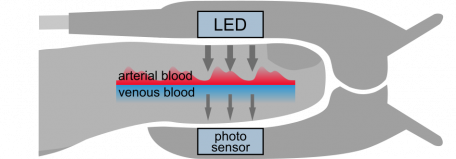 LED
arterial blood
venous blood
photo
sensor